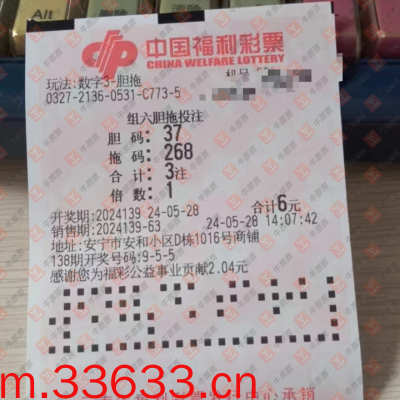 Alt
中国福利彩票
CHINA WELFARE LOTTERY
玩法:数字3-胆拖
0327-2136-0531-C773-5
组六胆拖投注
胆 码: 37
拖 码: 268
合 计: 3注
倍 数: 1
开奖期:2024139 24-05-28 合计6元
销售期:2024139-63 24-05-28 14:07:42
地址:安宁市安和小区D栋1016号商铺
138期开奖号码:9-5-5
感谢您为福彩公益事业贡献2.04元
m.33633.cn